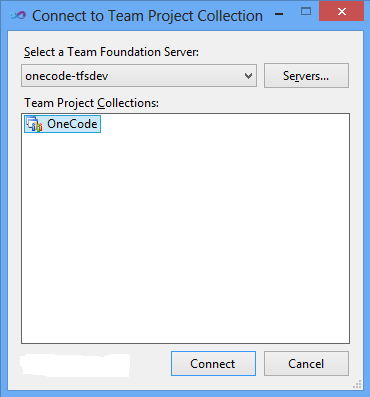 Connect to Team Project Collection
Select a Team Foundation Server:
onecode-tfsdev
Servers...
Team Project Collections:
OneCode
Connect
Cancel